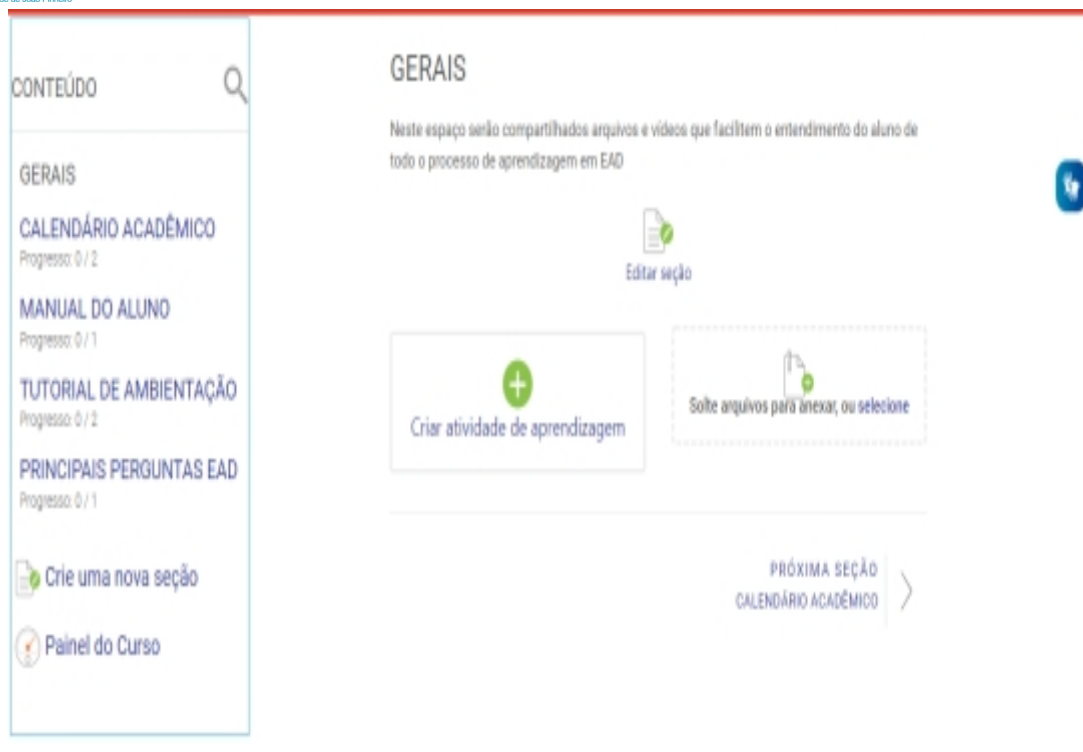 de João Pinheiro
CONTEÚDO
GERAIS
CALENDÁRIO ACADÊMICO
Progresso: 0 / 2
MANUAL DO ALUNO
Progresso: 0 / 1
TUTORIAL DE AMBIENTAÇÃO
Progresso: 0 / 2
PRINCIPAIS PERGUNTAS EAD
Progresso: 0 / 1
Crie uma nova seção
Painel do Curso
GERAIS
Neste espaço serão compartilhados arquivos e vídeos que facilitem o entendimento do aluno de
todo o processo de aprendizagem em EAD
Editar seção
Criar atividade de aprendizagem
Solte arquivos para anexar, ou selecione
PRÓXIMA SEÇÃO
CALENDÁRIO ACADÊMICO